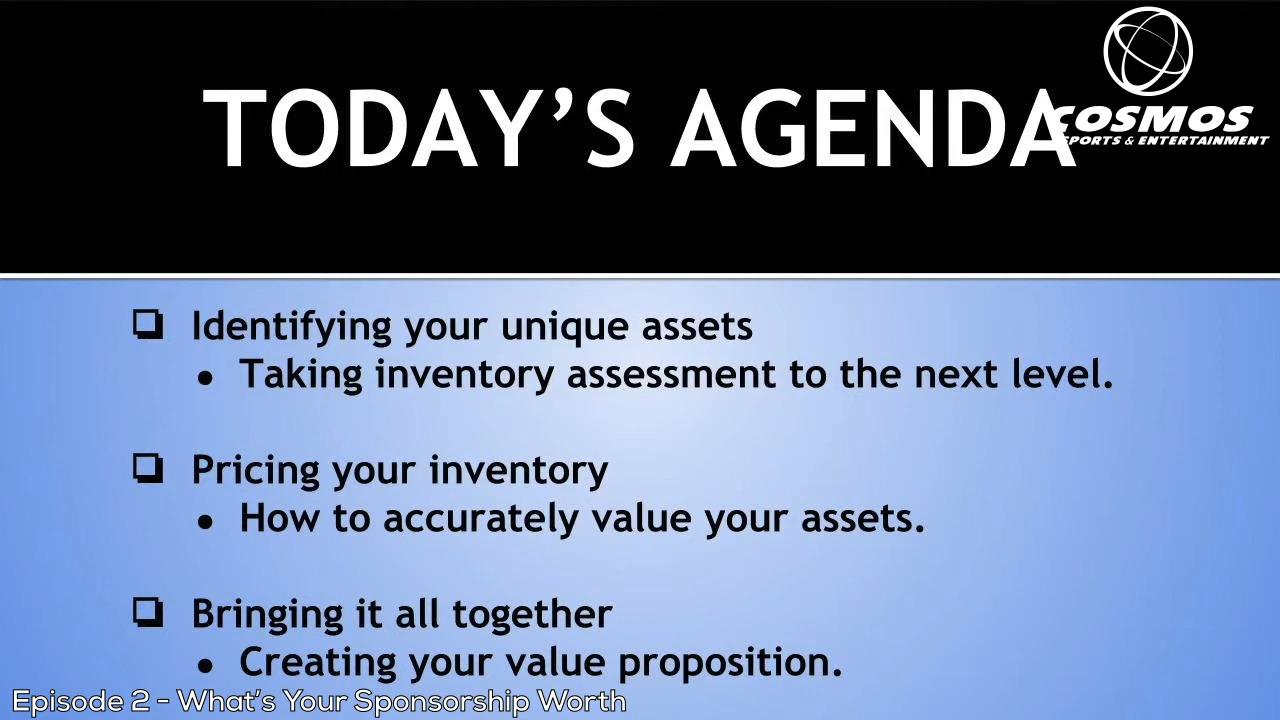 TODAY’S AGENDA
COSMOS
SPORTS & ENTERTAINMENT
❑ Identifying your unique assets
• Taking inventory assessment to the next level.
❑ Pricing your inventory
• How to accurately value your assets.
❑ Bringing it all together
• Creating your value proposition.
Episode 2 - What's Your Sponsorship Worth